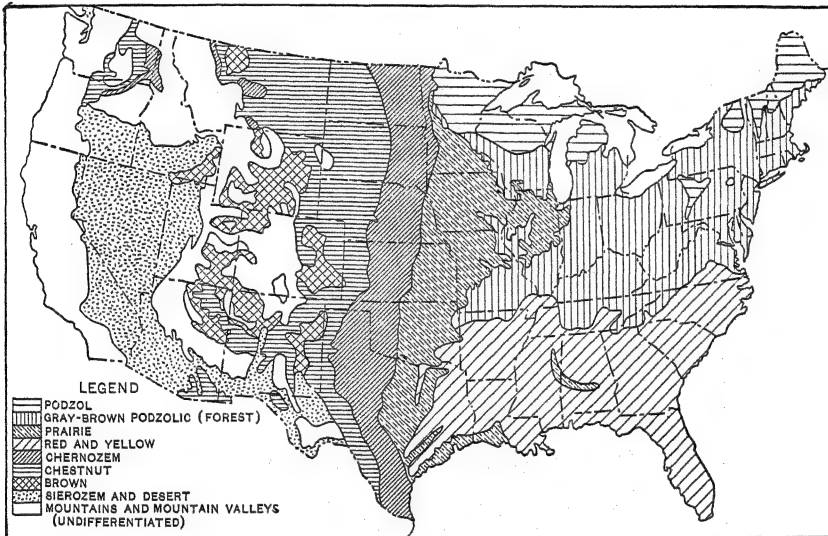 LEGEND
PODZOL
GRAY-BROWN PODZOLIC (FOREST)
PRAIRIE
RED AND YELLOW
CHERNOZEM
CHESTNUT
BROWN
SIEROZEM AND DESERT
MOUNTAINS AND MOUNTAIN VALLEYS
(UNDIFFERENTIATED)